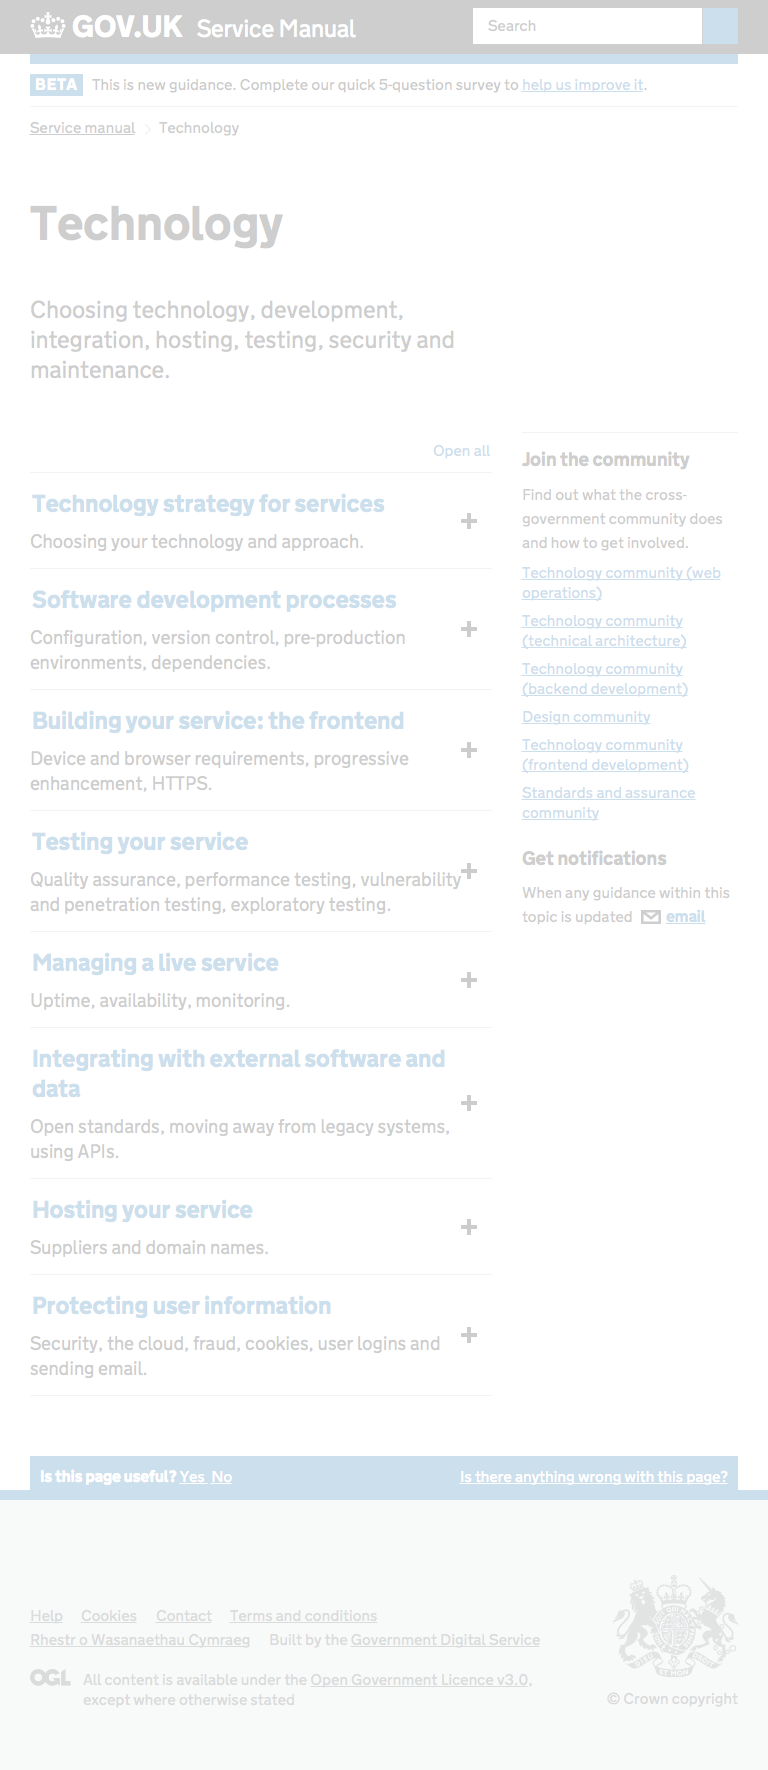 GOV.UK Service Manual
Search
BETA This is new guidance. Complete our quick 5-question survey to help us improve it.
Service manual Technology
Technology
Choosing technology, development,
integration, hosting, testing, security and
maintenance.
Open all
Technology strategy for services
Choosing your technology and approach.
Software development processes
Configuration, version control, pre-production
environments, dependencies.
Building your service: the frontend
Device and browser requirements, progressive
enhancement, HTTPS.
Testing your service
Quality assurance, performance testing, vulnerability
and penetration testing, exploratory testing.
Managing a live service
Uptime, availability, monitoring.
Integrating with external software and
data
Open standards, moving away from legacy systems,
using APIs.
Hosting your service
Suppliers and domain names.
Protecting user information
Security, the cloud, fraud, cookies, user logins and
sending email.
Join the community
Find out what the cross-
government community does
and how to get involved.
Technology community (web
operations)
Technology community
(technical architecture)
Technology community
(backend development)
Design community
Technology community
(frontend development)
Standards and assurance
community
Get notifications
When any guidance within this
topic is updated email
Is this page useful? Yes No
Is there anything wrong with this page?
Help Cookies Contact Terms and conditions
Rhestr o Wasanaethau Cymraeg Built by the Government Digital Service
OGL All content is available under the Open Government Licence v3.0,
except where otherwise stated
© Crown copyright